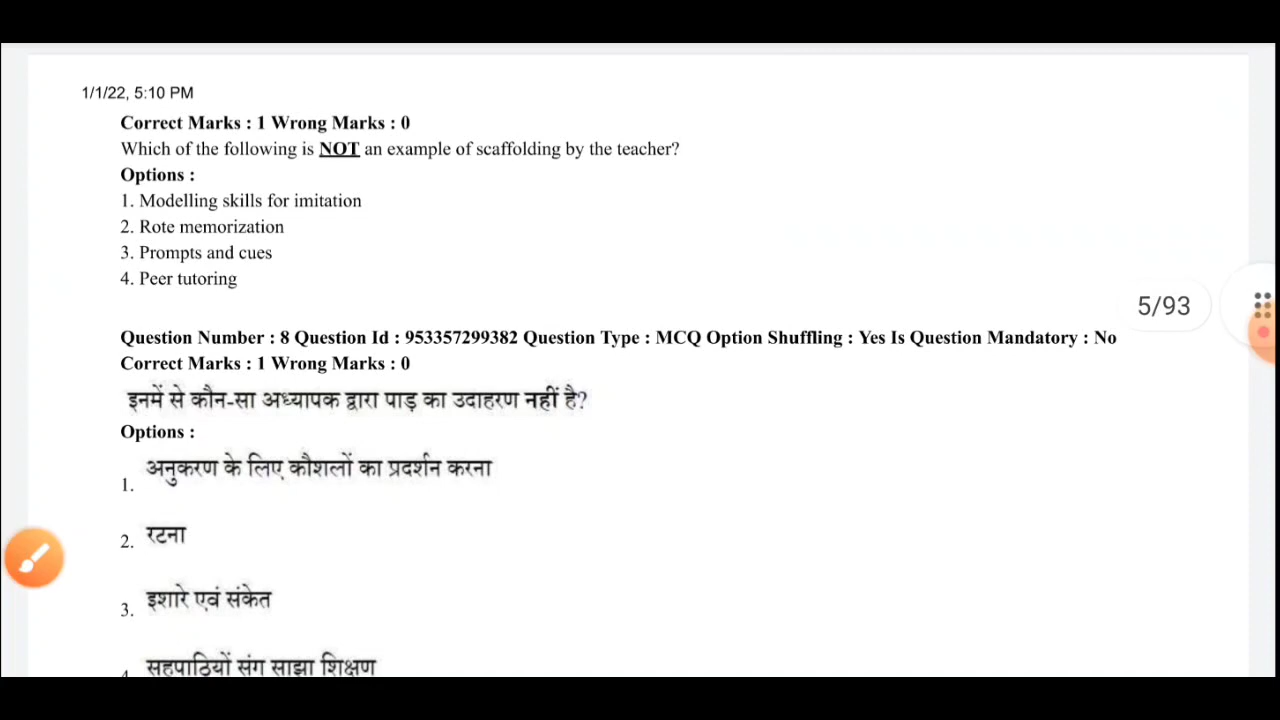 1/1/22, 5:10 PM
Correct Marks : 1 Wrong Marks : 0
Which of the following is NOT an example of scaffolding by the teacher?
Options :
1. Modelling skills for imitation
2. Rote memorization
3. Prompts and cues
4. Peer tutoring
5/93
Question Number : 8 Question Id : 953357299382 Question Type : MCQ Option Shuffling : Yes Is Question Mandatory : No
Correct Marks : 1 Wrong Marks : 0
इनमें से कौन-सा अध्यापक द्वारा पाड़ का उदाहरण नहीं है?
Options :
1. अनुकरण के लिए कौशलों का प्रदर्शन करना
2. रटना
3. इशारे एवं संकेत
4. सहपाठियों संग साझा शिक्षण